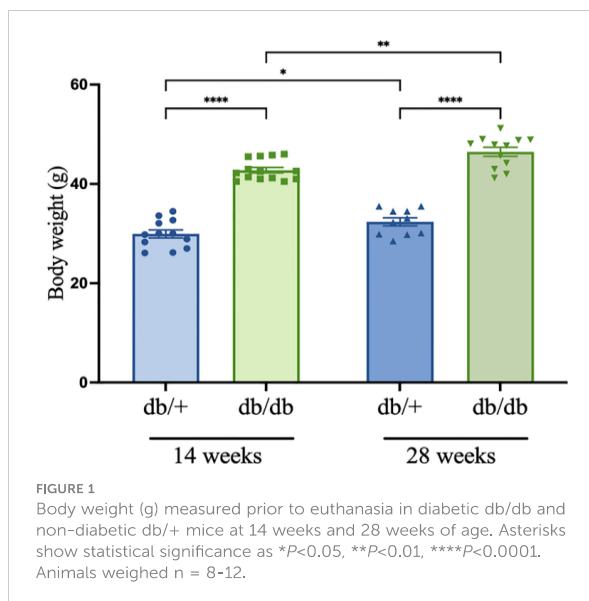 **
*
****
****
60
40
20
0
Body weight (g)
db/+ db/db db/+ db/db
14 weeks 28 weeks
FIGURE 1
Body weight (g) measured prior to euthanasia in diabetic db/db and
non-diabetic db/+ mice at 14 weeks and 28 weeks of age. Asterisks
show statistical significance as *P<0.05, **P<0.01, ****P<0.0001.
Animals weighed n = 8-12.